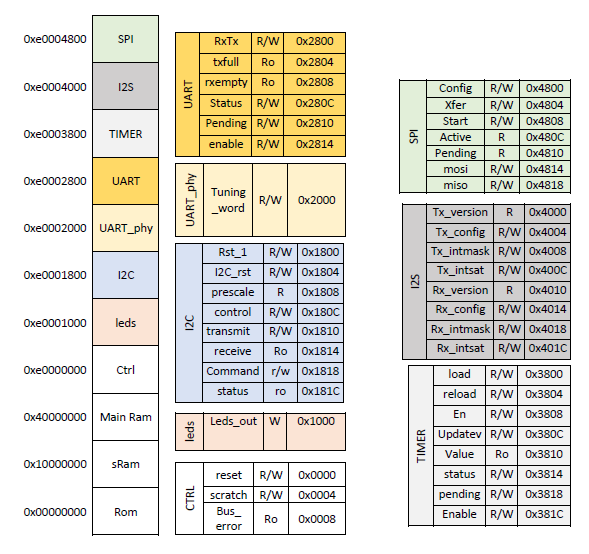 0xe0004800 SPI
0xe0004000 I2S
0xe0003800 TIMER
0xe0002800 UART
0xe0002000 UART_phy
0xe0001800 I2C
0xe0001000 leds
0xe0000000 Ctrl
0x40000000 Main Ram
0x10000000 sRam
0x00000000 Rom
UART
RxTx R/W 0x2800
txfull Ro 0x2804
rxempty Ro 0x2808
Status R/W 0x280C
Pending R/W 0x2810
enable R/W 0x2814
UART_phy
Tuning
_word R/W 0x2000
I2C
Rst_1 R/W 0x1800
I2C_rst R/W 0x1804
prescale R 0x1808
control R/W 0x180C
transmit R/W 0x1810
receive Ro 0x1814
Command r/w 0x1818
status ro 0x181C
leds
Leds_out W 0x1000
CTRL
reset R/W 0x0000
scratch R/W 0x0004
Bus_
error Ro 0x0008
SPI
Config R/W 0x4800
Xfer R/W 0x4804
Start R/W 0x4808
Active R 0x480C
Pending R 0x4810
mosi R/W 0x4814
miso R/W 0x4818
I2S
Tx_version R 0x4000
Tx_config R/W 0x4004
Tx_intmask R/W 0x4008
Tx_intsat R/W 0x400C
Rx_version R 0x4010
Rx_config R/W 0x4014
Rx_intmask R/W 0x4018
Rx_intsat R/W 0x401C
TIMER
load R/W 0x3800
reload R/W 0x3804
En R/W 0x3808
Updatev R/W 0x380C
Value Ro 0x3810
status R/W 0x3814
pending R/W 0x3818
Enable R/W 0x381C